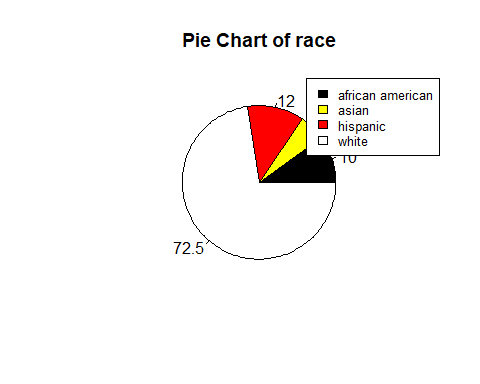 Pie Chart of race
12
african american
asian
hispanic
white
10
72.5